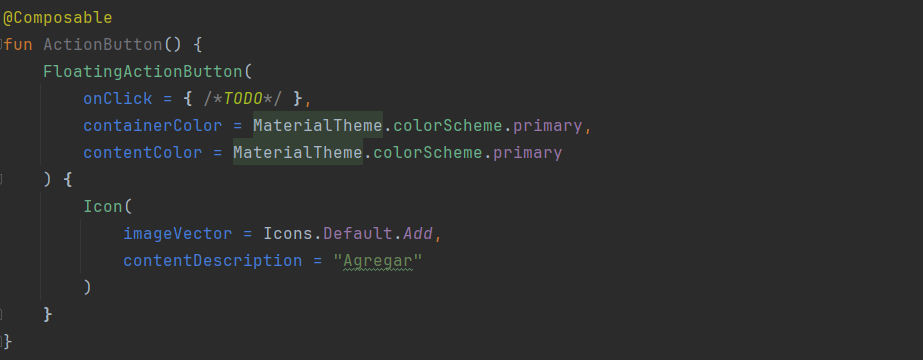 @Composable
fun ActionButton() {
    FloatingActionButton(
        onClick = { /*TODO*/ },
        containerColor = MaterialTheme.colorScheme.primary,
        contentColor = MaterialTheme.colorScheme.primary
    ) {
        Icon(
            imageVector = Icons.Default.Add,
            contentDescription = "Agregar"
        )
    }
}